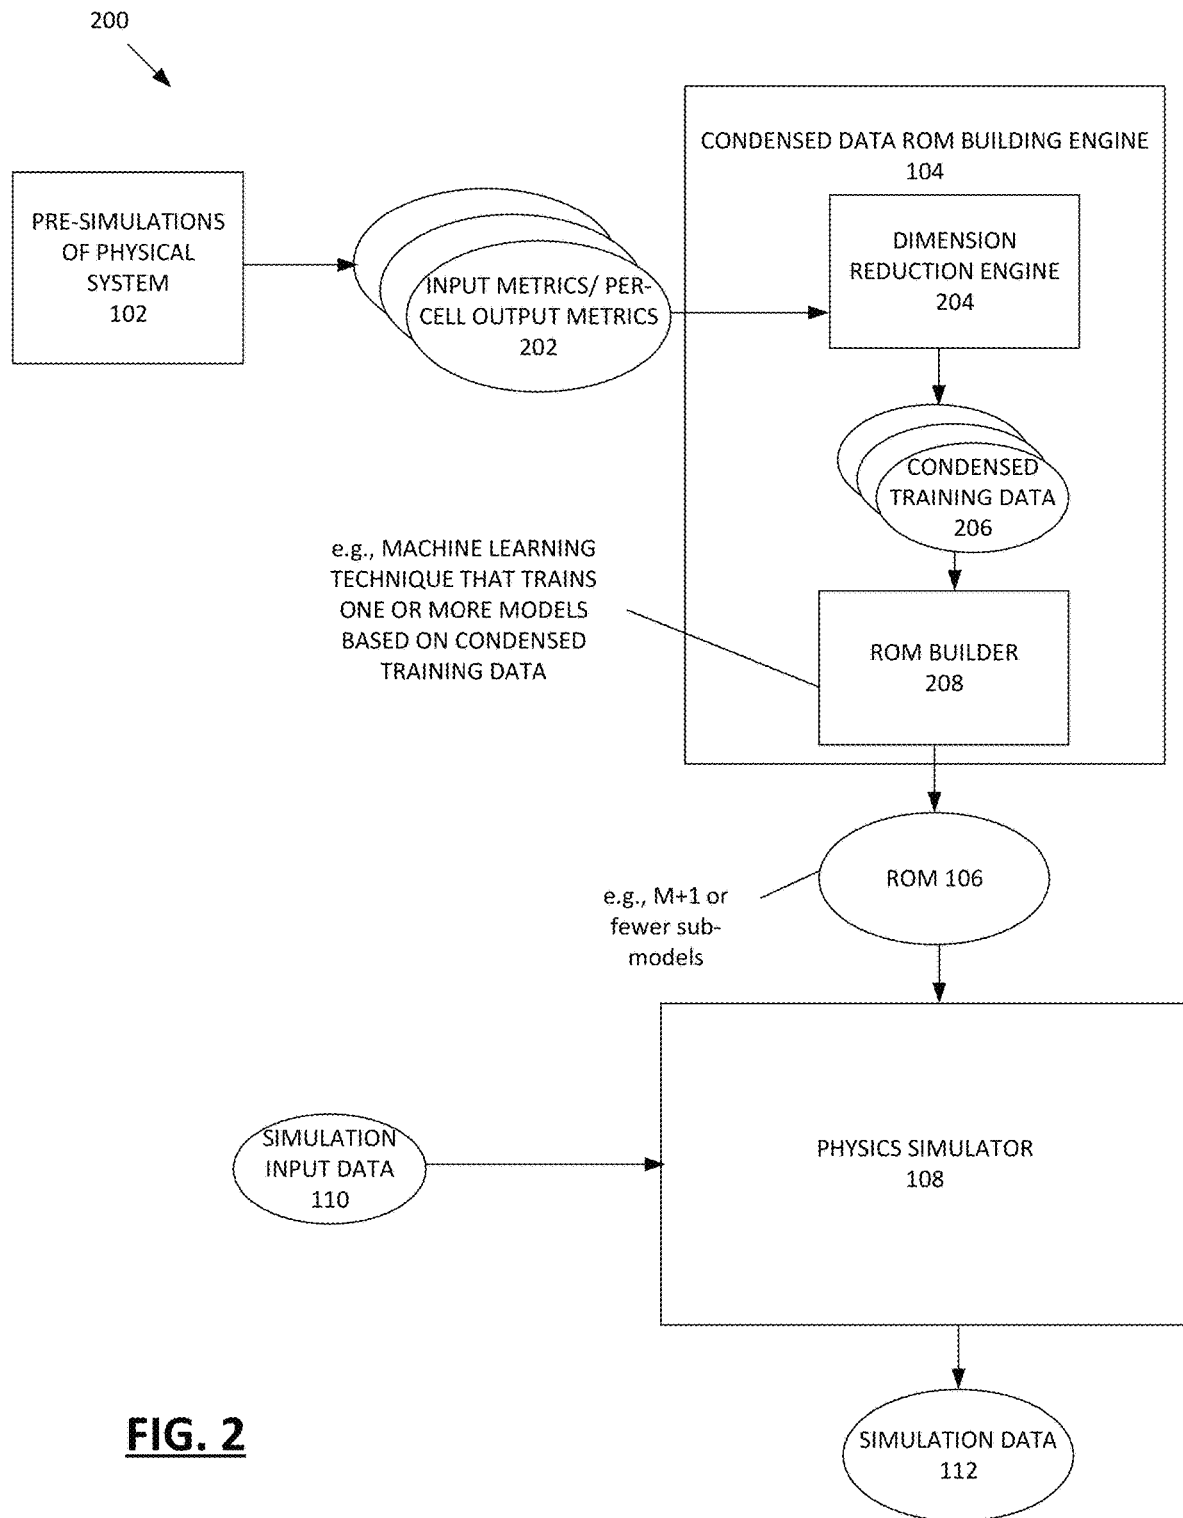 200
CONDENSED DATA ROM BUILDING ENGINE
104
PRE-SIMULATIONS
OF PHYSICAL
SYSTEM
102
INPUT METRICS/ PER-
CELL OUTPUT METRICS
202
DIMENSION
REDUCTION ENGINE
204
CONDENSED
TRAINING DATA
206
e.g., MACHINE LEARNING
TECHNIQUE THAT TRAINS
ONE OR MORE MODELS
BASED ON CONDENSED
TRAINING DATA
ROM BUILDER
208
ROM 106
e.g., M+1 or
fewer sub-
models
SIMULATION
INPUT DATA
110
PHYSICS SIMULATOR
108
SIMULATION DATA
112
FIG. 2